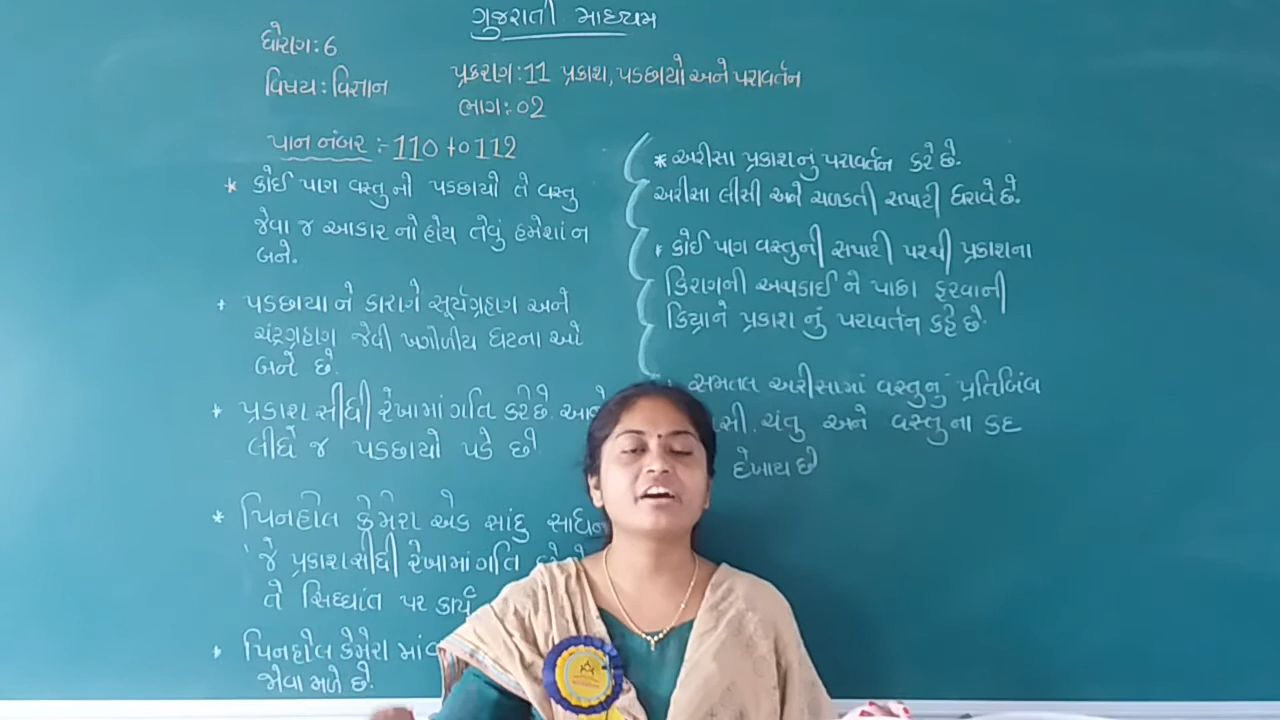 ગુજરાતી માધ્યમ
ધોરણ: 6
વિષય: વિજ્ઞાન
પ્રકરણ: 11 પ્રકાશ, પડછાયો અને પરાવર્તન
ભાગ: 02
પાન નંબર :- 110 to 112
* કોઈ પણ વસ્તુનો પડછાયો તે વસ્તુ
જેવા જ આકાર નો હોય તેવું હમેશાં ન
બને.
* પડછાયા ને કારણે સૂર્યગ્રહણ અને
ચંદ્રગ્રહણ જેવી ખગોળીય ઘટના ઓ
બને છે.
* પ્રકાશ સીધી રેખામાં ગતિ કરે છે.
લીધે જ પડછાયો પડે છે
* પિનહોલ કેમેરા એક સાદું સાધન
જે પ્રકાશ સીધી રેખામાં ગતિ
તે સિધ્ધાંત પર કાર્ય
* પિનહોલ કેમેરા માં
જોવા મળે છે.
* અરીસા પ્રકાશ નું પરાવર્તન કરે છે.
અરીસા લીસી અને ચળકતી સપાટી ધરાવે છે.
* કોઈ પણ વસ્તુની સપાટી પરથી પ્રકાશના
કિરણની અથડાઈ ને પાછા ફરવાની
ક્રિયાને પ્રકાશ નું પરાવર્તન કહે છે.
સમતલ અરીસામાં વસ્તુનું પ્રતિબિંબ
ચતુ અને વસ્તુના કદ
દેખાય છે